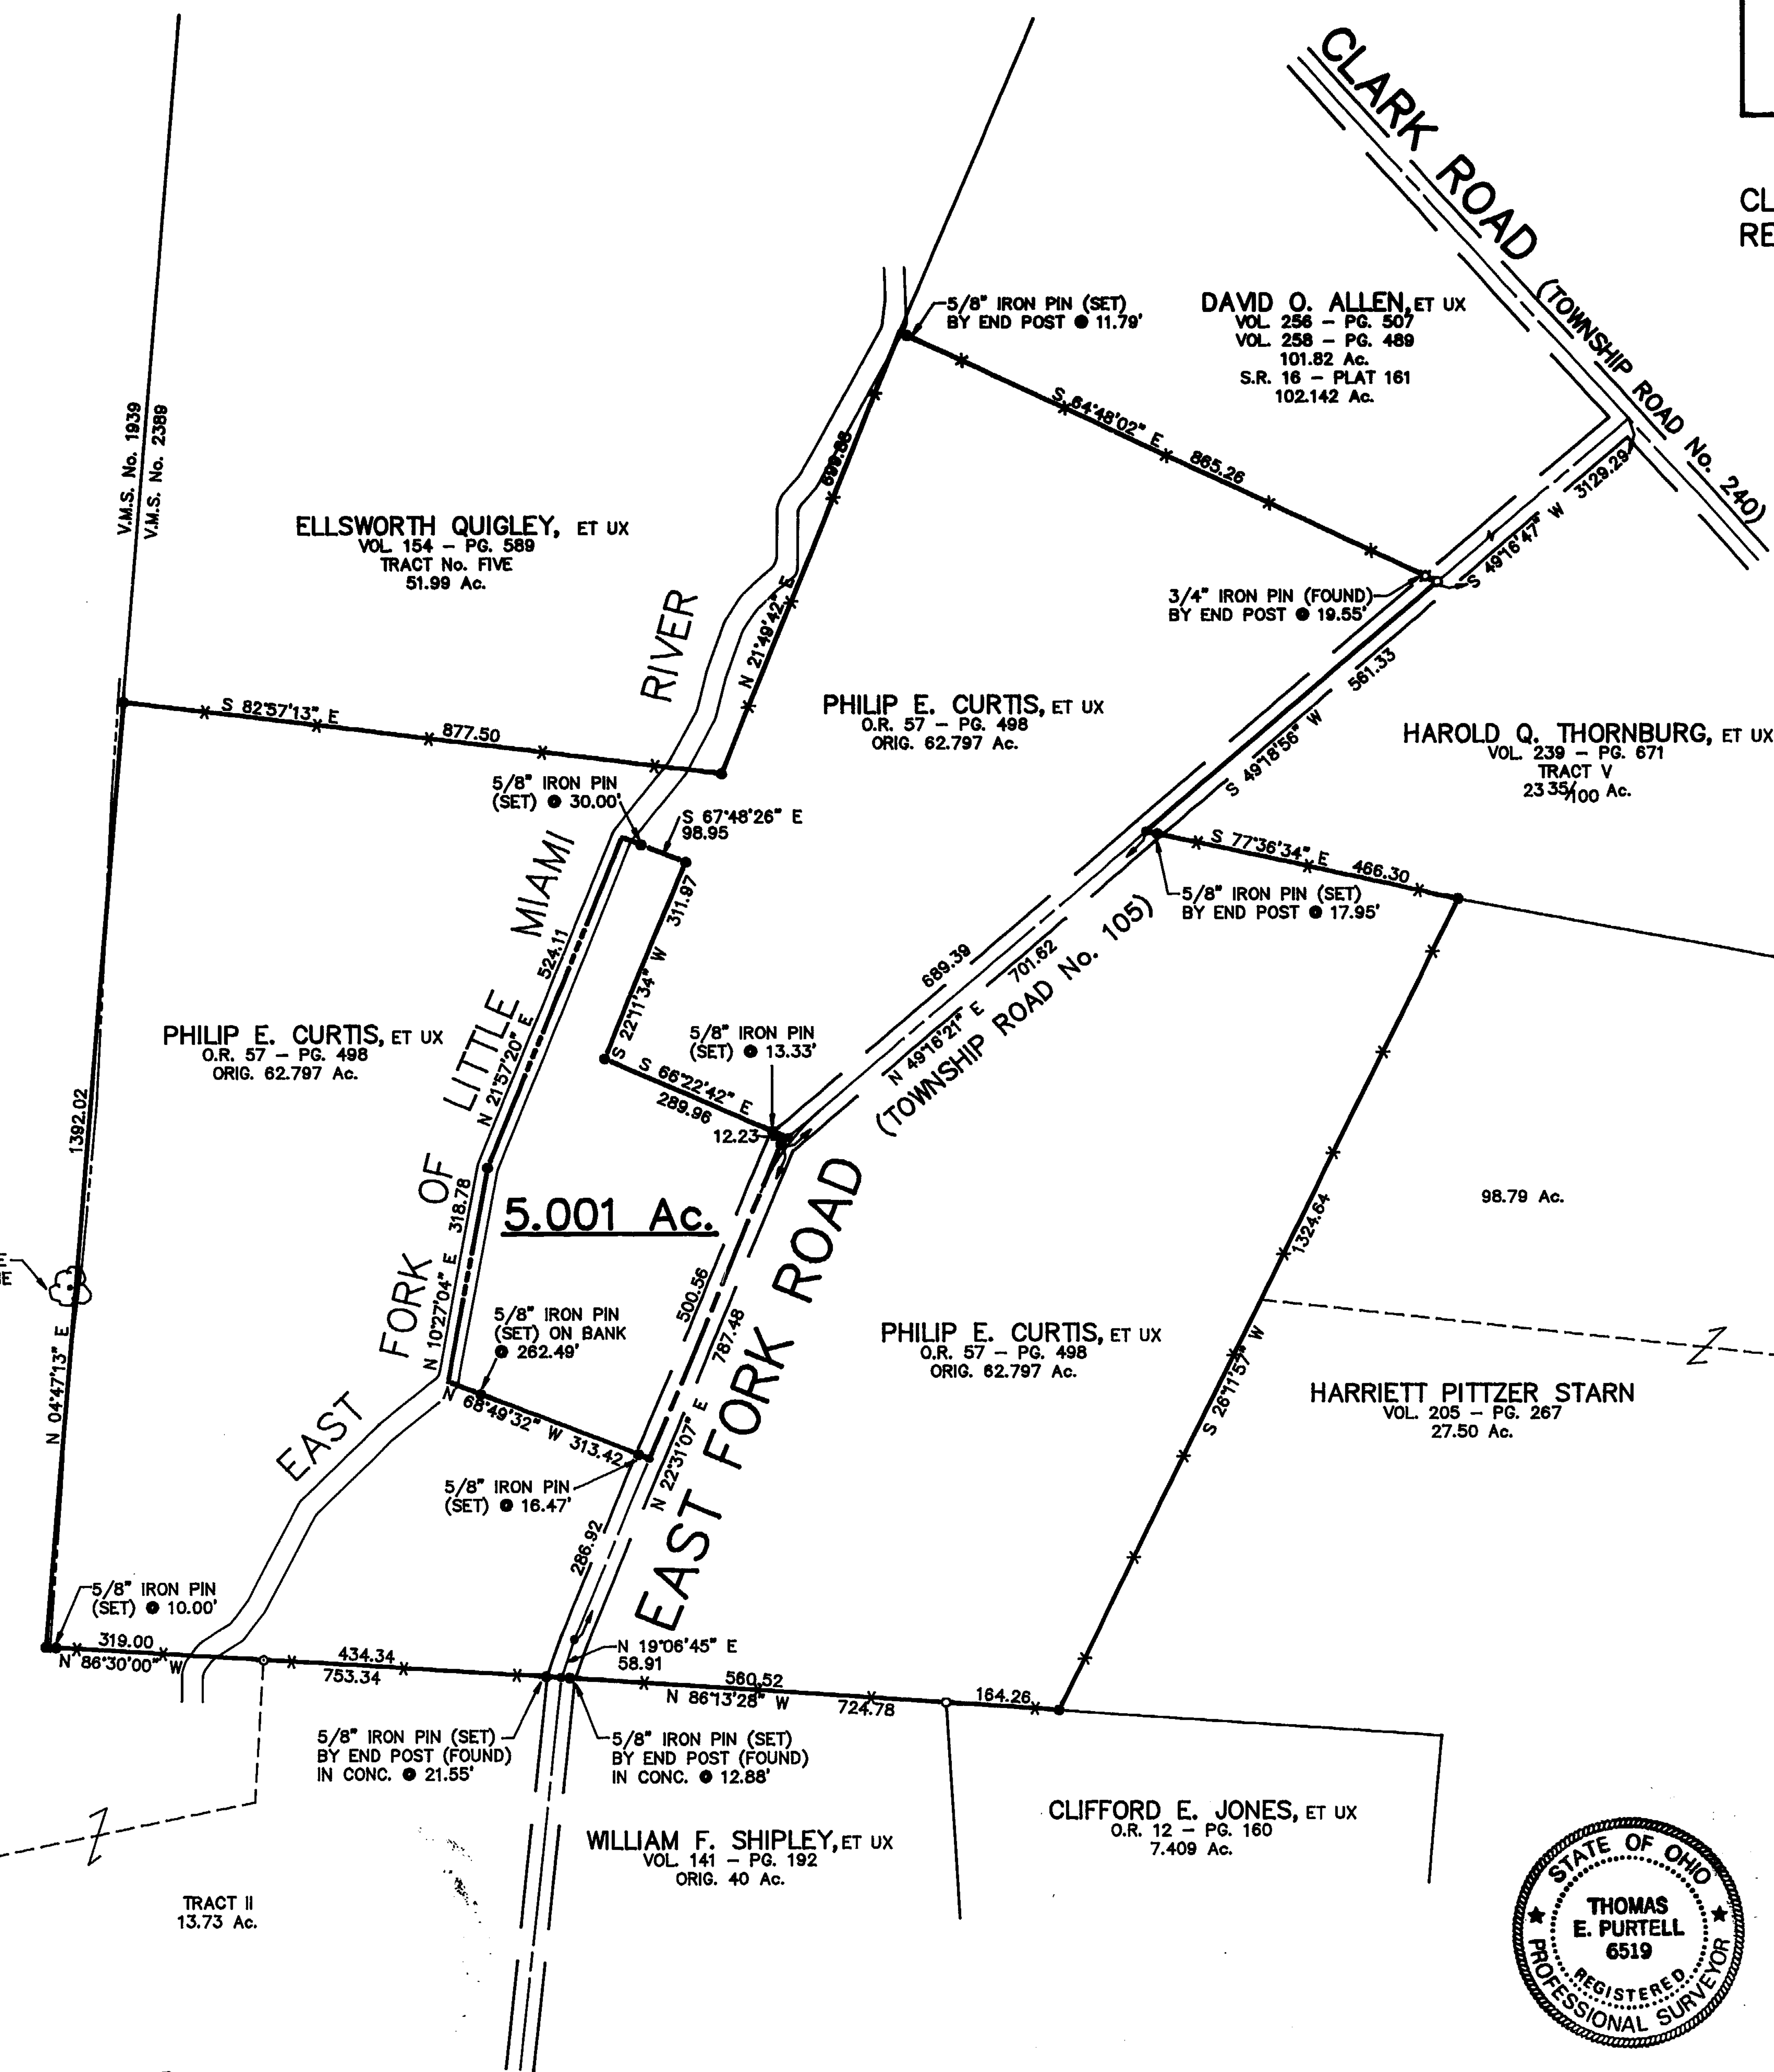 CLARK ROAD (TOWNSHIP ROAD No. 240)
CL
RE
5/8" IRON PIN (SET)
BY END POST @ 11.79'
DAVID O. ALLEN, ET UX
VOL. 256 - PG. 507
VOL. 258 - PG. 489
101.82 Ac.
S.R. 16 - PLAT 161
102.142 Ac.
V.M.S. No. 1939
V.M.S. No. 2389
S 64°48'02" E
865.26
S 49°16'47" W 3129.29
ELLSWORTH QUIGLEY, ET UX
VOL. 154 - PG. 589
TRACT No. FIVE
51.99 Ac.
N 21°49'42" E
3/4" IRON PIN (FOUND)
BY END POST @ 19.55'
S 49°18'56" W 561.33
S 82°57'13" E
877.50
PHILIP E. CURTIS, ET UX
O.R. 57 - PG. 498
ORIG. 62.797 Ac.
HAROLD Q. THORNBURG, ET UX
VOL. 239 - PG. 671
TRACT V
23 35/100 Ac.
5/8" IRON PIN
(SET) @ 30.00'
S 67°48'26" E
98.95
S 77°36'34" E
466.30
5/8" IRON PIN (SET)
BY END POST @ 17.95'
EAST FORK OF LITTLE MIAMI RIVER
N 21°57'20" E 524.11
S 22°11'34" W 311.97
689.39
N 49°16'21" E 701.62
(TOWNSHIP ROAD No. 105)
PHILIP E. CURTIS, ET UX
O.R. 57 - PG. 498
ORIG. 62.797 Ac.
5/8" IRON PIN
(SET) @ 13.33'
S 66°22'42" E
289.96
12.23
N 04°47'13" E 1392.02
N 10°27'04" E 318.78
5.001 Ac.
98.79 Ac.
EAST FORK ROAD
500.56
N 22°31'07" E 787.48
5/8" IRON PIN
(SET) ON BANK
@ 262.49'
S 26°11'57" W 1324.64
PHILIP E. CURTIS, ET UX
O.R. 57 - PG. 498
ORIG. 62.797 Ac.
HARRIETT PITTZER STARN
VOL. 205 - PG. 267
27.50 Ac.
N 68°49'32" W 313.42
5/8" IRON PIN
(SET) @ 16.47'
286.92
5/8" IRON PIN
(SET) @ 10.00'
319.00
N 86°30'00" W
434.34
753.34
N 19°06'45" E
58.91
560.52
N 86°13'28" W
724.78
164.26
5/8" IRON PIN (SET)
BY END POST (FOUND)
IN CONC. @ 21.55'
5/8" IRON PIN (SET)
BY END POST (FOUND)
IN CONC. @ 12.88'
WILLIAM F. SHIPLEY, ET UX
VOL. 141 - PG. 192
ORIG. 40 Ac.
CLIFFORD E. JONES, ET UX
O.R. 12 - PG. 160
7.409 Ac.
TRACT II
13.73 Ac.
STATE OF OHIO
THOMAS
E. PURTELL
6519
REGISTERED
PROFESSIONAL SURVEYOR